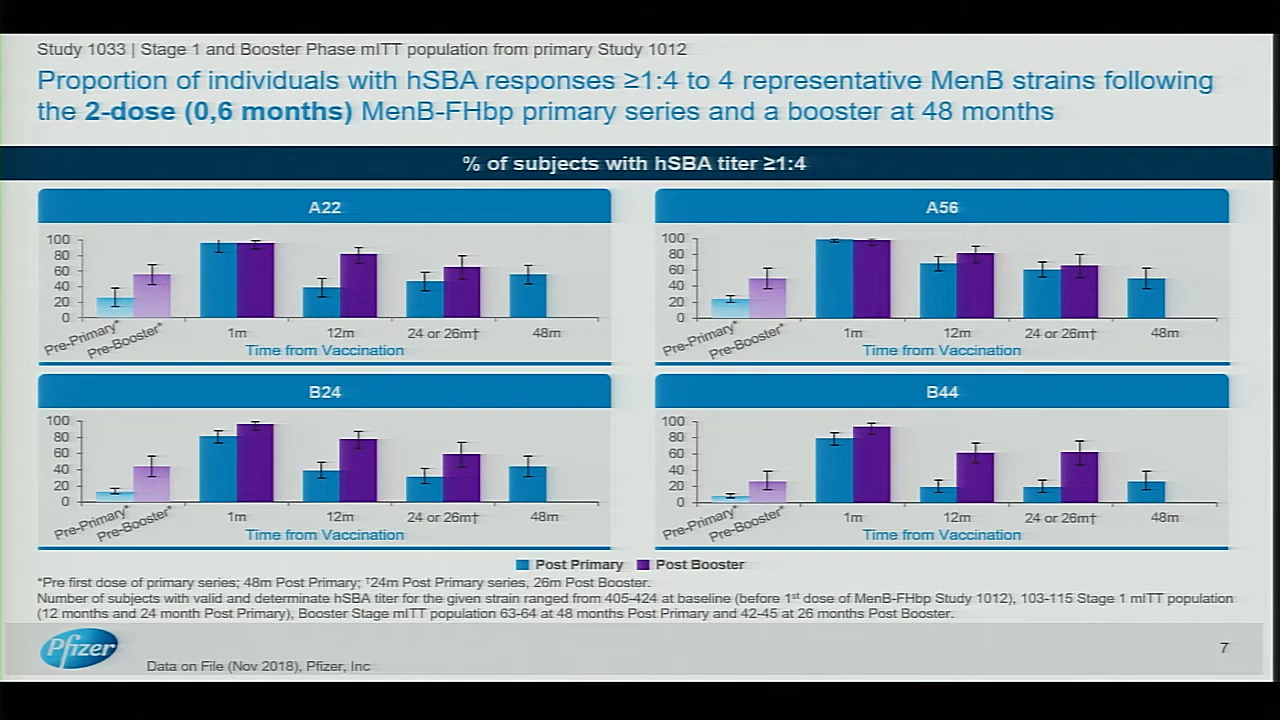 Study 1033 | Stage 1 and Booster Phase mITT population from primary Study 1012
Proportion of individuals with hSBA responses ≥1:4 to 4 representative MenB strains following
the 2-dose (0,6 months) MenB-FHbp primary series and a booster at 48 months
% of subjects with hSBA titer ≥1:4
A22
100
80
60
40
20
0
Pre-Primary*
Pre-Booster*
1m
12m
24 or 26m†
48m
Time from Vaccination
A56
100
80
60
40
20
0
Pre-Primary*
Pre-Booster*
1m
12m
24 or 26m†
48m
Time from Vaccination
B24
100
80
60
40
20
0
Pre-Primary*
Pre-Booster*
1m
12m
24 or 26m†
48m
Time from Vaccination
B44
100
80
60
40
20
0
Pre-Primary*
Pre-Booster*
1m
12m
24 or 26m†
48m
Time from Vaccination
Post Primary Post Booster
*Pre first dose of primary series; 48m Post Primary; †24m Post Primary series, 26m Post Booster.
Number of subjects with valid and determinate hSBA titer for the given strain ranged from 405-424 at baseline (before 1st dose of MenB-FHbp Study 1012), 103-115 Stage 1 mITT population
(12 months and 24 month Post Primary), Booster Stage mITT population 63-64 at 48 months Post Primary and 42-45 at 26 months Post Booster.
Pfizer
Data on File (Nov 2018), Pfizer, Inc
7